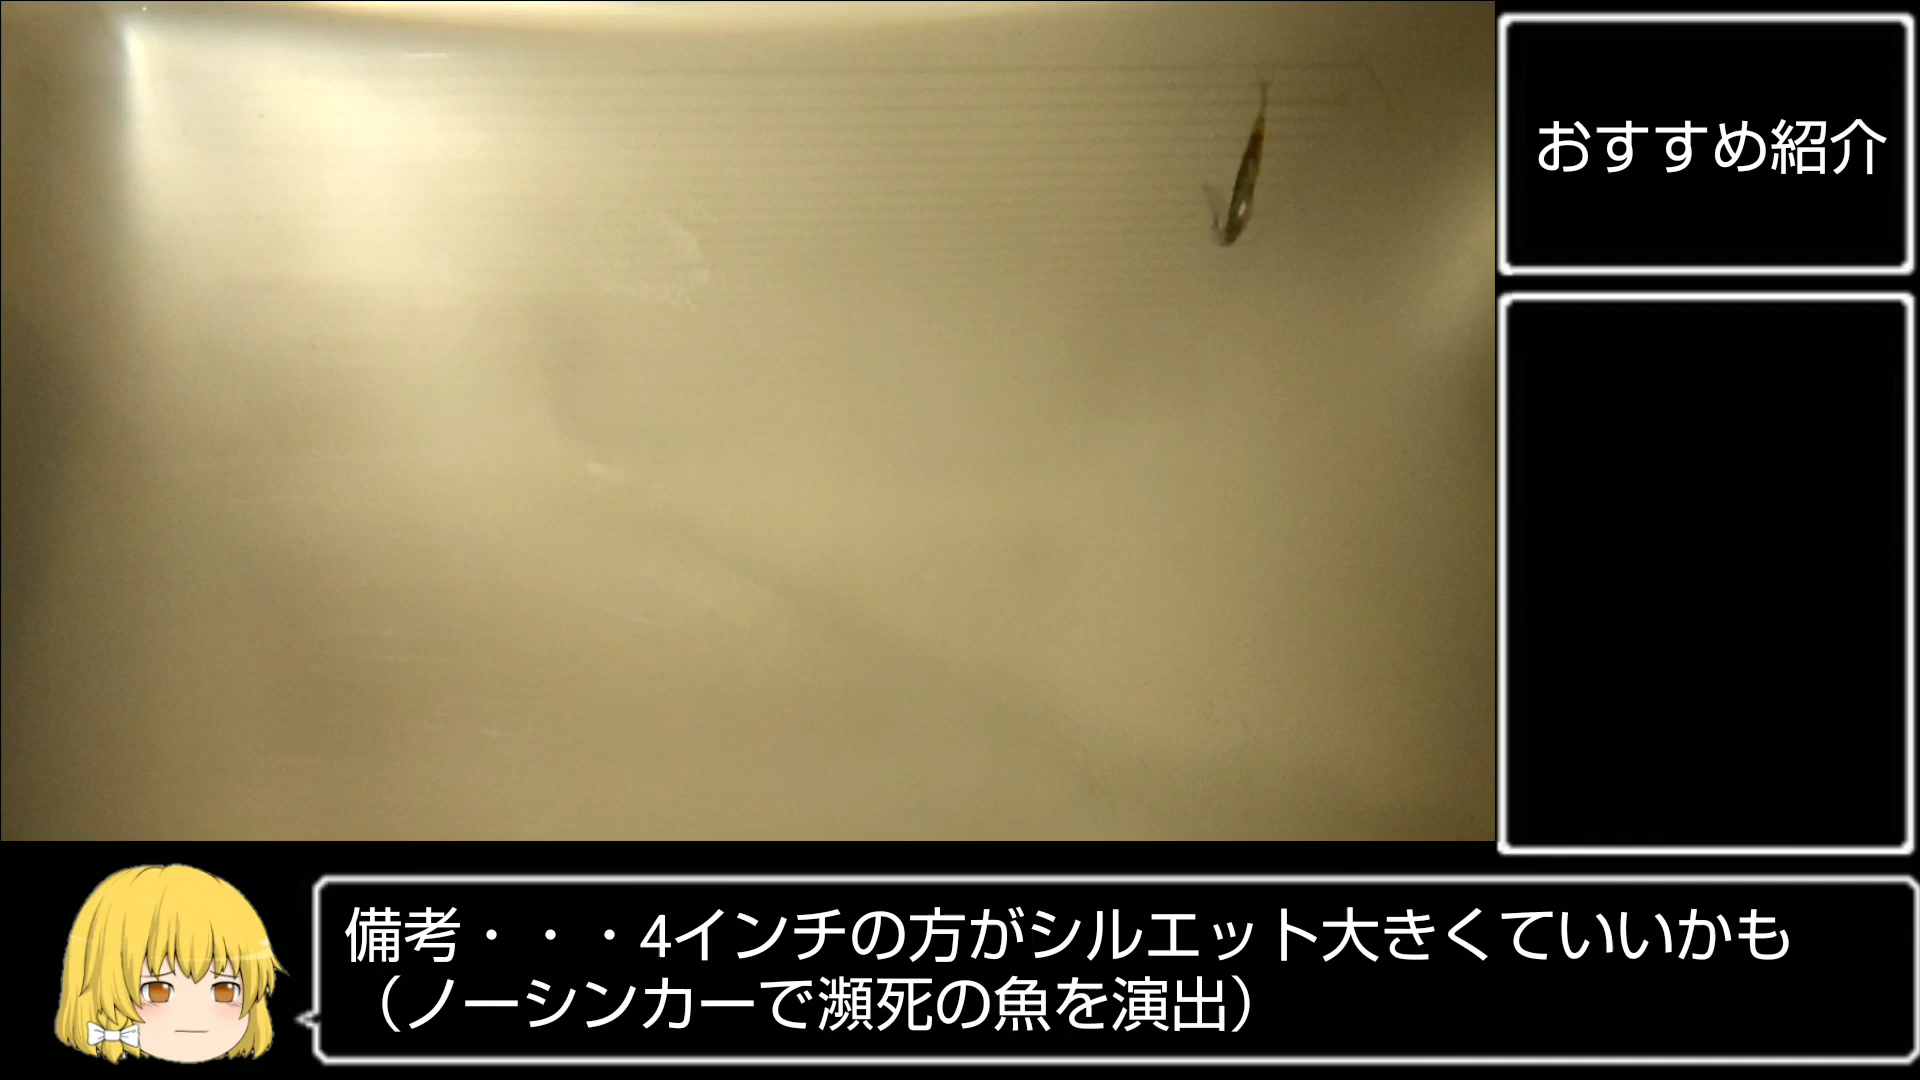 おすすめ紹介
備考・・・4インチの方がシルエット大きくていいかも
（ノーシンカーで瀕死の魚を演出）